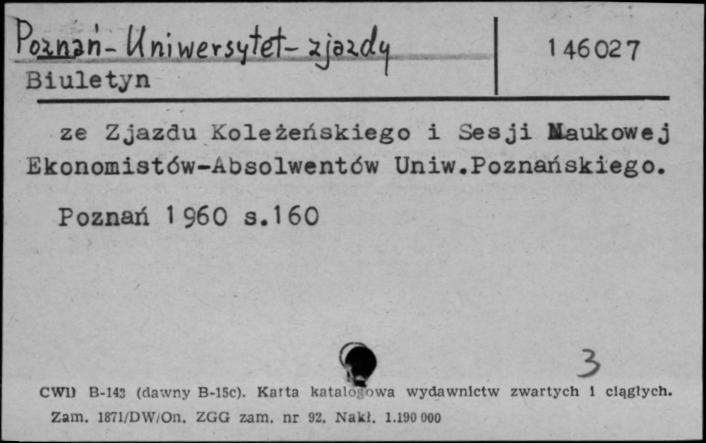 Poznań - Uniwersytet - zjazdy
146027
Biuletyn
ze Zjazdu Koleżeńskiego i Sesji Naukowej
Ekonomistów-Absolwentów Uniw.Poznańskiego.
Poznań 1960 s.160
3
CWD B-143 (dawny B-15c). Karta katalogowa wydawnictw zwartych i ciągłych.
Zam. 1871/DW/On. ZGG zam. nr 92. Nakł. 1.190 000